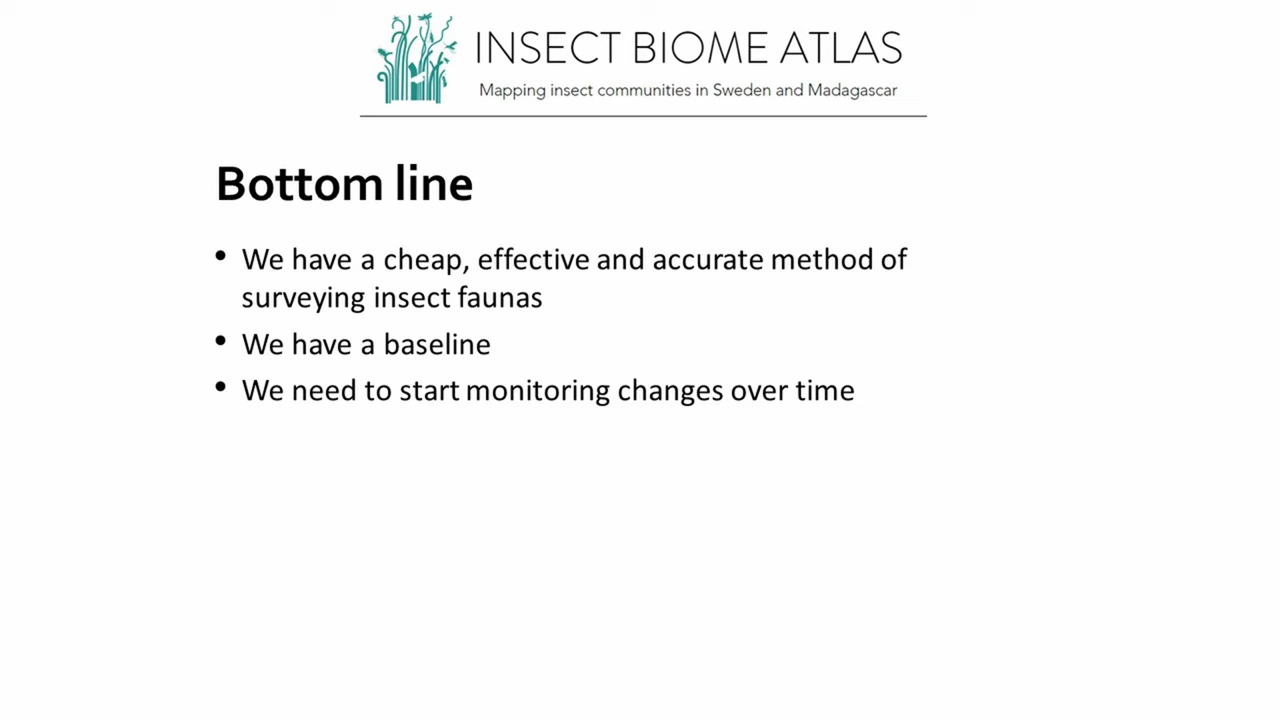 INSECT BIOME ATLAS
Mapping insect communities in Sweden and Madagascar
Bottom line
• We have a cheap, effective and accurate method of
surveying insect faunas
• We have a baseline
• We need to start monitoring changes over time